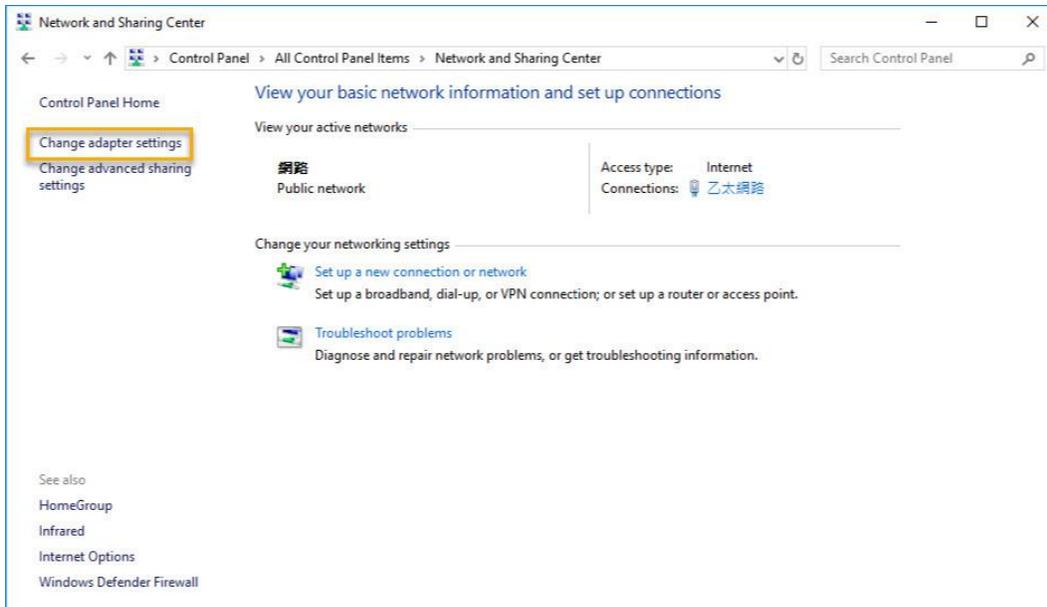 Network and Sharing Center
Control Panel > All Control Panel Items > Network and Sharing Center
Search Control Panel
Control Panel Home
Change adapter settings
Change advanced sharing
settings
View your basic network information and set up connections
View your active networks
網路
Public network
Access type: Internet
Connections: 乙太網路
Change your networking settings
Set up a new connection or network
Set up a broadband, dial-up, or VPN connection; or set up a router or access point.
Troubleshoot problems
Diagnose and repair network problems, or get troubleshooting information.
See also
HomeGroup
Infrared
Internet Options
Windows Defender Firewall